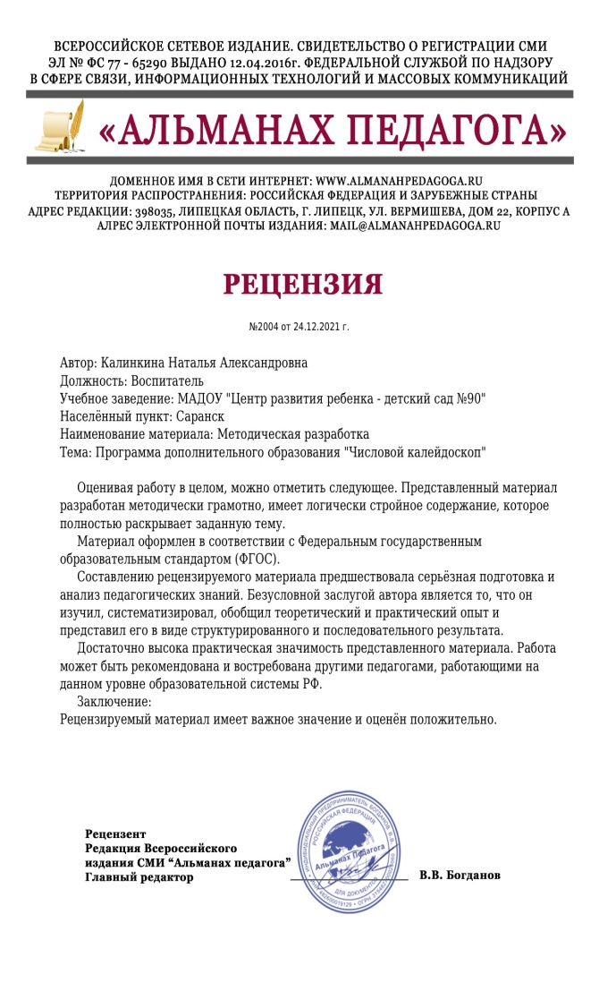 ВСЕРОССИЙСКОЕ СЕТЕВОЕ ИЗДАНИЕ. СВИДЕТЕЛЬСТВО О РЕГИСТРАЦИИ СМИ
ЭЛ № ФС 77 - 65290 ВЫДАНО 12.04.2016г. ФЕДЕРАЛЬНОЙ СЛУЖБОЙ ПО НАДЗОРУ
В СФЕРЕ СВЯЗИ, ИНФОРМАЦИОННЫХ ТЕХНОЛОГИЙ И МАССОВЫХ КОММУНИКАЦИЙ
«АЛЬМАНАХ ПЕДАГОГА»
ДОМЕННОЕ ИМЯ В СЕТИ ИНТЕРНЕТ: WWW.ALMANAHPEDAGOGA.RU
ТЕРРИТОРИЯ РАСПРОСТРАНЕНИЯ: РОССИЙСКАЯ ФЕДЕРАЦИЯ И ЗАРУБЕЖНЫЕ СТРАНЫ
АДРЕС РЕДАКЦИИ: 398035, ЛИПЕЦКАЯ ОБЛАСТЬ, Г. ЛИПЕЦК, УЛ. ВЕРМИШЕВА, ДОМ 22, КОРПУС А
АЛРЕС ЭЛЕКТРОННОЙ ПОЧТЫ ИЗДАНИЯ: MAIL@ALMANAHPEDAGOGA.RU
РЕЦЕНЗИЯ
№2004 от 24.12.2021 г.
Автор: Калинкина Наталья Александровна
Должность: Воспитатель
Учебное заведение: МАДОУ "Центр развития ребенка - детский сад №90"
Населённый пункт: Саранск
Наименование материала: Методическая разработка
Тема: Программа дополнительного образования "Числовой калейдоскоп"
Оценивая работу в целом, можно отметить следующее. Представленный материал
разработан методически грамотно, имеет логически стройное содержание, которое
полностью раскрывает заданную тему.
Материал оформлен в соответствии с Федеральным государственным
образовательным стандартом (ФГОС).
Составлению рецензируемого материала предшествовала серьёзная подготовка и
анализ педагогических знаний. Безусловной заслугой автора является то, что он
изучил, систематизировал, обобщил теоретический и практический опыт и
представил его в виде структурированного и последовательного результата.
Достаточно высока практическая значимость представленного материала. Работа
может быть рекомендована и востребована другими педагогами, работающими на
данном уровне образовательной системы РФ.
Заключение:
Рецензируемый материал имеет важное значение и оценён положительно.
Рецензент
Редакция Всероссийского
издания СМИ “Альманах педагога”
Главный редактор
В.В. Богданов
ИНДИВИДУАЛЬНЫЙ ПРЕДПРИНИМАТЕЛЬ БОГДАНОВ В.В.
РОССИЙСКАЯ ФЕДЕРАЦИЯ
Альманах Педагога
ДЛЯ ДОКУМЕНТОВ